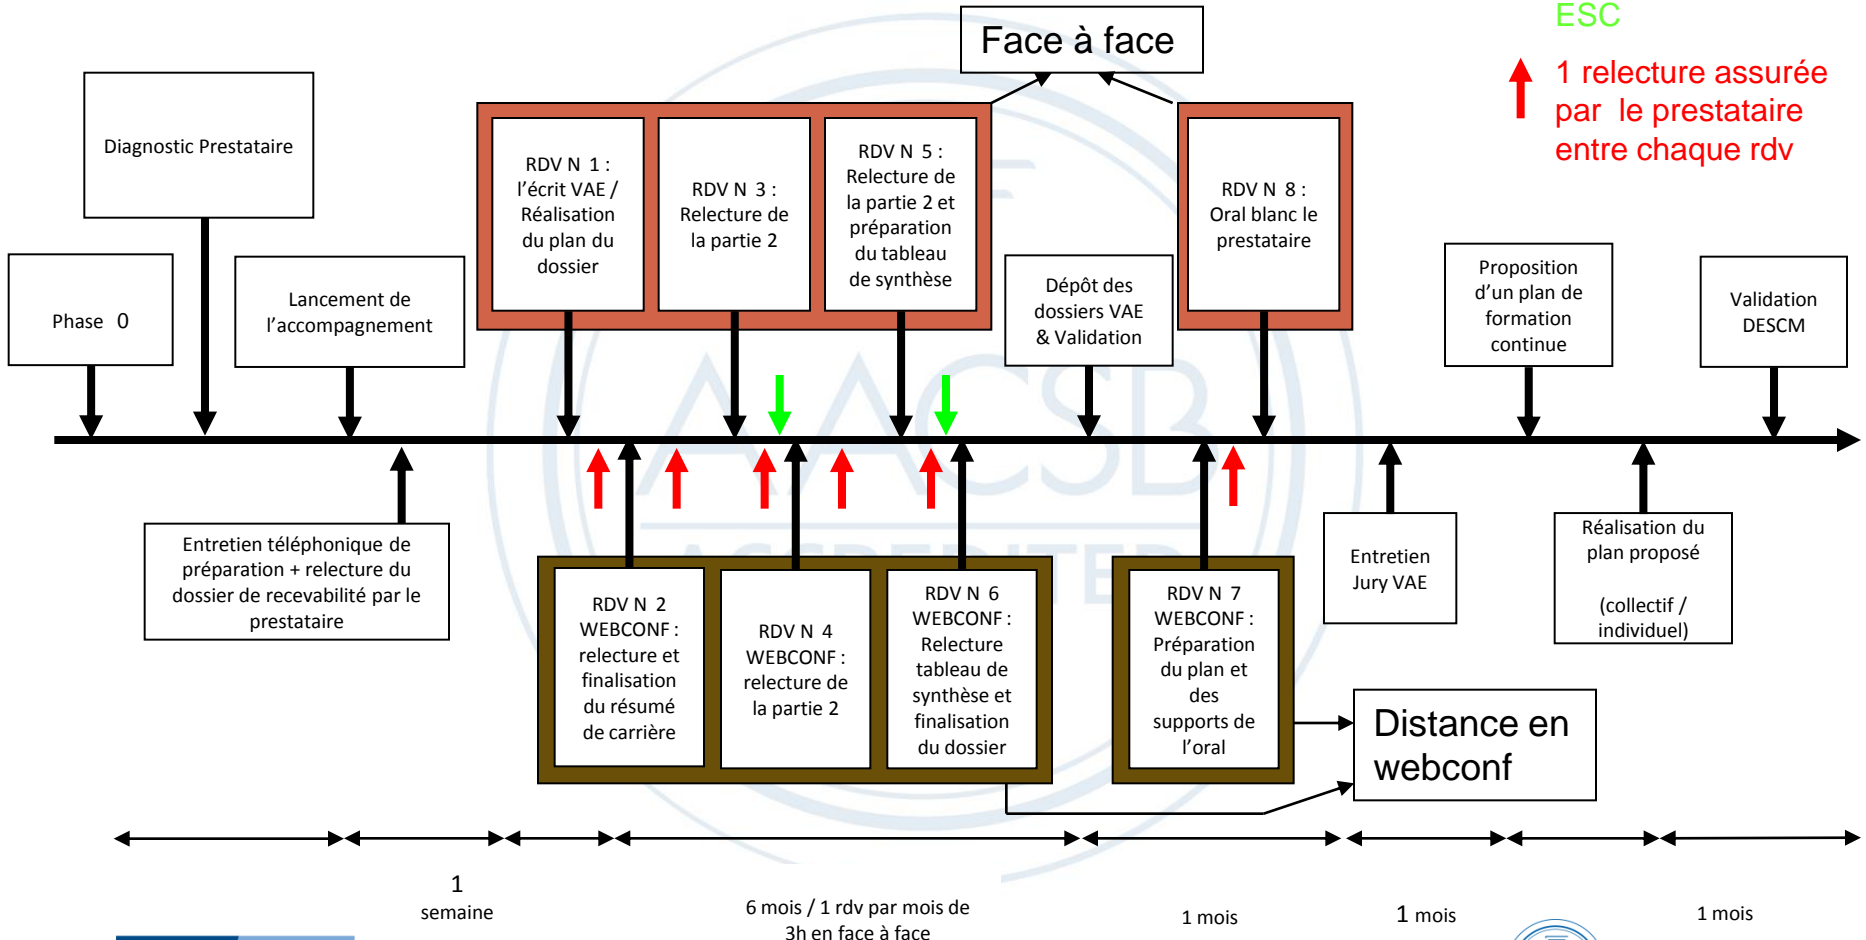 ESC
1 relecture assurée
par le prestataire
entre chaque rdv
Face à face
Diagnostic Prestataire
RDV N 1 :
l'écrit VAE /
Réalisation
du plan du
dossier
RDV N 3 :
Relecture de
la partie 2
RDV N 5 :
Relecture de
la partie 2 et
préparation
du tableau
de synthèse
RDV N 8 :
Oral blanc le
prestataire
Phase 0
Lancement de
l'accompagnement
Dépôt des
dossiers VAE
& Validation
Proposition
d'un plan de
formation
continue
Validation
DESCM
AACSB
ACCREDITED
Entretien téléphonique de
préparation + relecture du
dossier de recevabilité par le
prestataire
RDV N 2
WEBCONF :
relecture et
finalisation
du résumé
de carrière
RDV N 4
WEBCONF :
relecture de
la partie 2
RDV N 6
WEBCONF :
Relecture
tableau de
synthèse et
finalisation
du dossier
RDV N 7
WEBCONF :
Préparation
du plan et
des
supports de
l'oral
Entretien
Jury VAE
Réalisation du
plan proposé
(collectif /
individuel)
Distance en
webconf
1
semaine
6 mois / 1 rdv par mois de
3h en face à face
1 mois
1 mois
1 mois